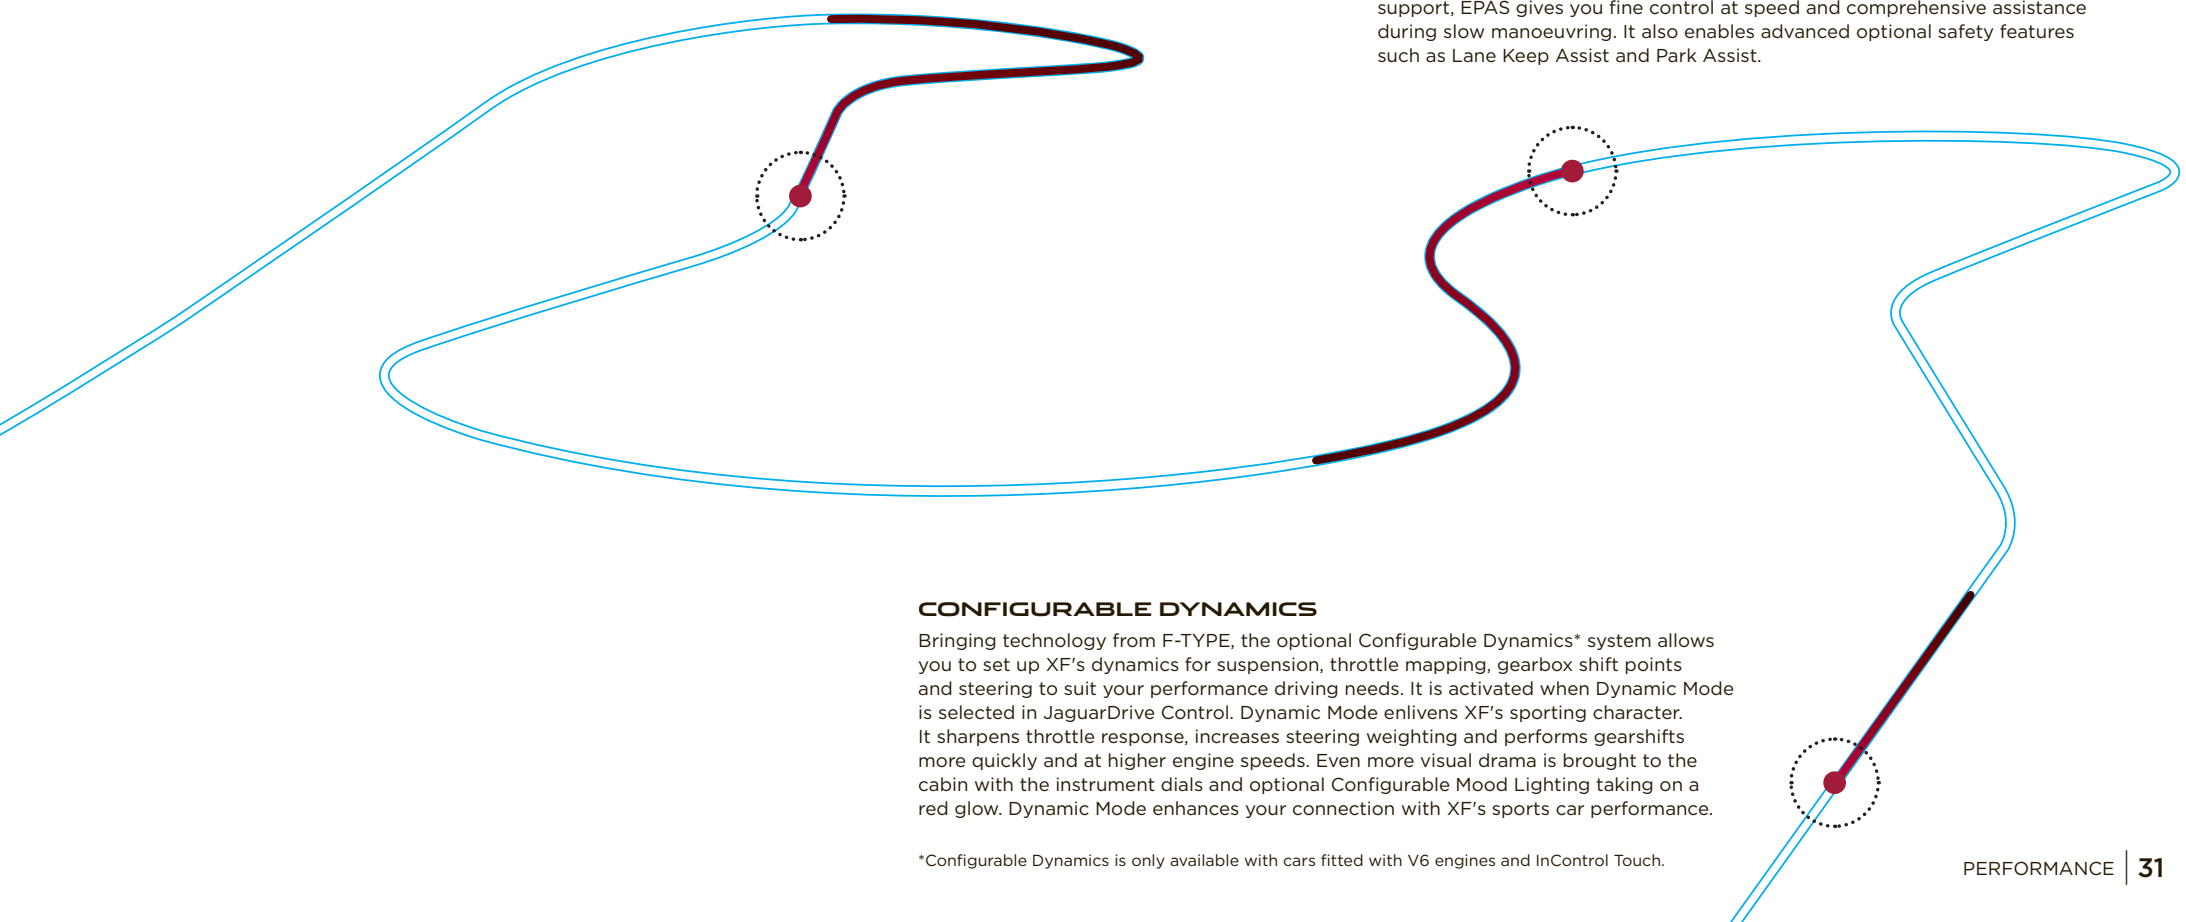 support, EPAS gives you fine control at speed and comprehensive assistance
during slow manoeuvring. It also enables advanced optional safety features
such as Lane Keep Assist and Park Assist.
CONFIGURABLE DYNAMICS
Bringing technology from F-TYPE, the optional Configurable Dynamics* system allows
you to set up XF's dynamics for suspension, throttle mapping, gearbox shift points
and steering to suit your performance driving needs. It is activated when Dynamic Mode
is selected in JaguarDrive Control. Dynamic Mode enlivens XF's sporting character.
It sharpens throttle response, increases steering weighting and performs gearshifts
more quickly and at higher engine speeds. Even more visual drama is brought to the
cabin with the instrument dials and optional Configurable Mood Lighting taking on a
red glow. Dynamic Mode enhances your connection with XF's sports car performance.
*Configurable Dynamics is only available with cars fitted with V6 engines and InControl Touch.
PERFORMANCE | 31